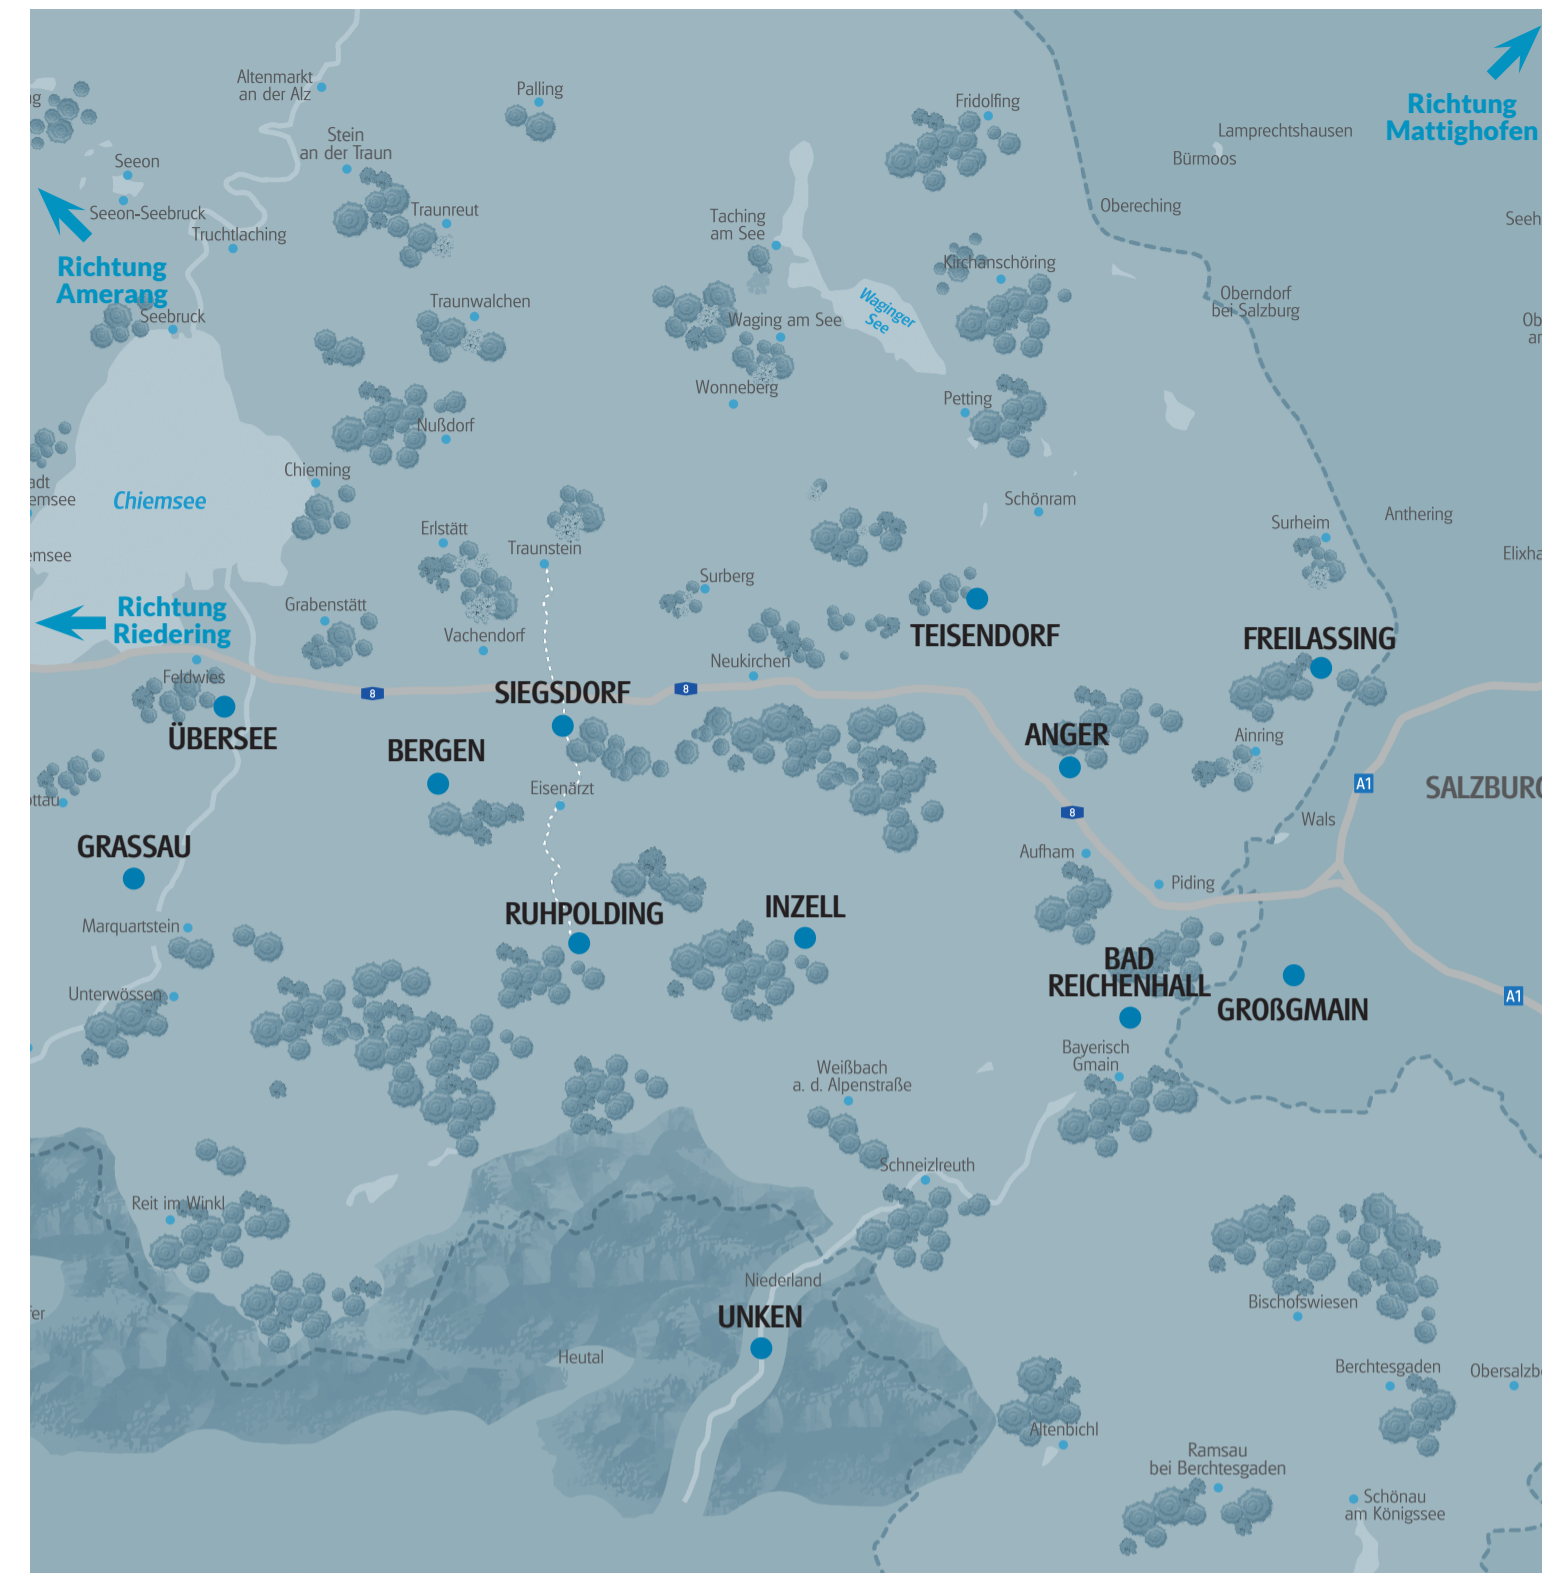 Altenmarkt
an der Alz
Palling
Fridolfing
Richtung
Mattighofen
Lamprechtshausen
Bürmoos
Stein
an der Traun
Seeon
Seeon-Seebruck
Truchtlaching
Traunreut
Taching
am See
Obereching
Richtung
Amerang
Seebruck
Traunwalchen
Waging am See
Waginger
See
Kirchanschöring
Oberndorf
bei Salzburg
Wonneberg
Petting
Nußdorf
Chieming
Chiemsee
Schönram
Surheim
Anthering
Erlstätt
Traunstein
Surberg
Richtung
Riedering
Grabenstätt
Vachendorf
TEISENDORF
FREILASSING
Neukirchen
Feldwies
8
8
SIEGSDORF
ÜBERSEE
BERGEN
ANGER
Ainring
Eisenärzt
A1
SALZBURG
8
Wals
GRASSAU
Aufham
Piding
Marquartstein
RUHPOLDING
INZELL
BAD
REICHENHALL
GROßGMAIN
A1
Unterwössen
Bayerisch
Gmain
Weißbach
a. d. Alpenstraße
Schneizlreuth
Reit im Winkl
Niederland
UNKEN
Heutal
Bischofswiesen
Berchtesgaden
Altenbichl
Ramsau
bei Berchtesgaden
Schönau
am Königssee